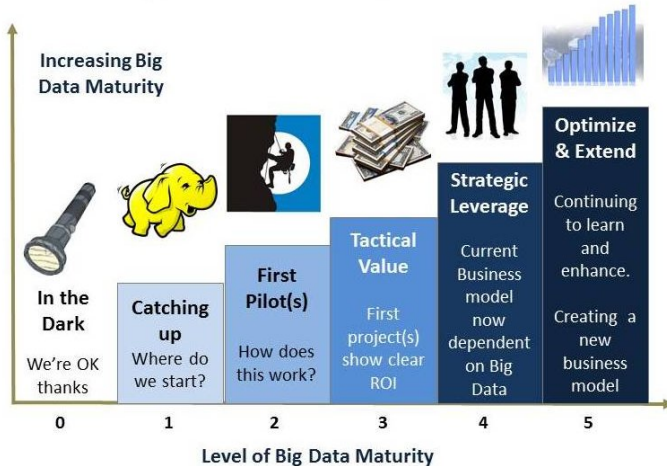 Increasing Big
Data Maturity
In the
Dark
We’re OK
thanks
Catching
up
Where do
we start?
First
Pilot(s)
How does
this work?
Tactical
Value
First
project(s)
show clear
ROI
Strategic
Leverage
Current
Business
model
now
dependent
on Big
Data
Optimize
& Extend
Continuing
to learn
and
enhance.
Creating a
new
business
model
0
1
2
3
4
5
Level of Big Data Maturity